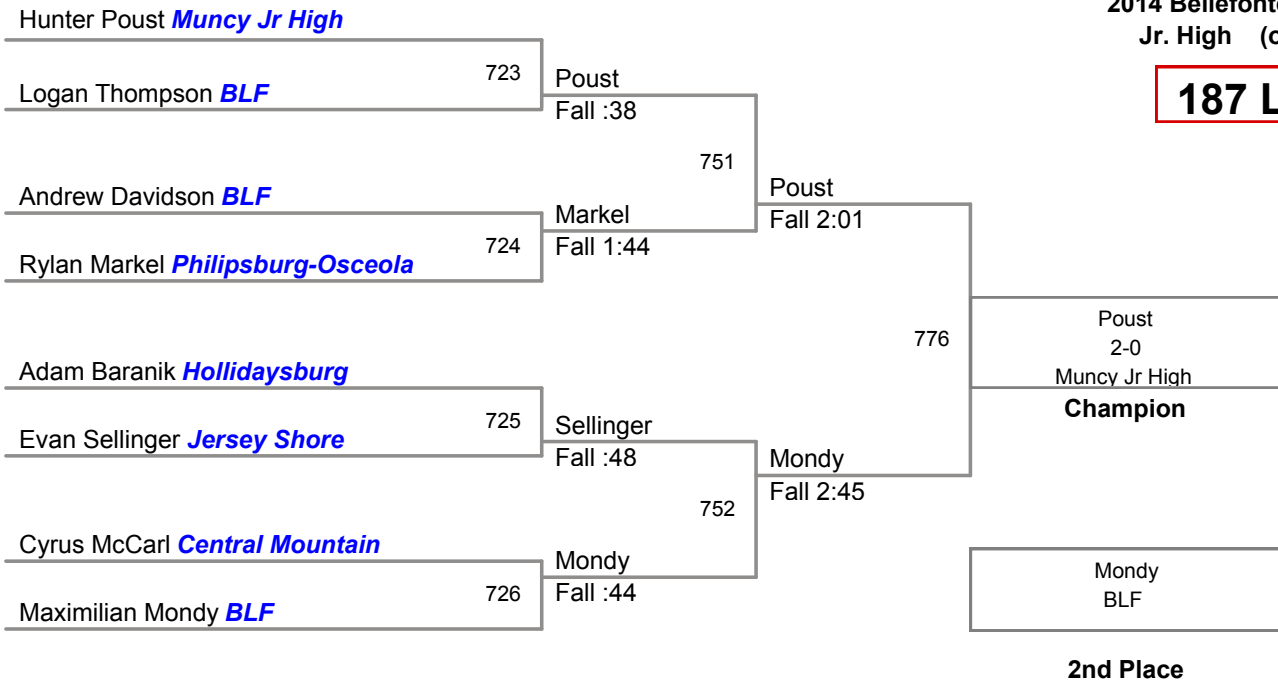 2014 Bellefonte
Jr. High (
187 L
Hunter Poust Muncy Jr High
723
Logan Thompson BLF
Poust
Fall :38
751
Andrew Davidson BLF
724
Rylan Markel Philipsburg-Osceola
Markel
Fall 1:44
Poust
Fall 2:01
776
Adam Baranik Hollidaysburg
725
Evan Sellinger Jersey Shore
Sellinger
Fall :48
752
Cyrus McCarl Central Mountain
726
Maximilian Mondy BLF
Mondy
Fall :44
Mondy
Fall 2:45
Poust
2-0
Muncy Jr High
Champion
Mondy
BLF
2nd Place